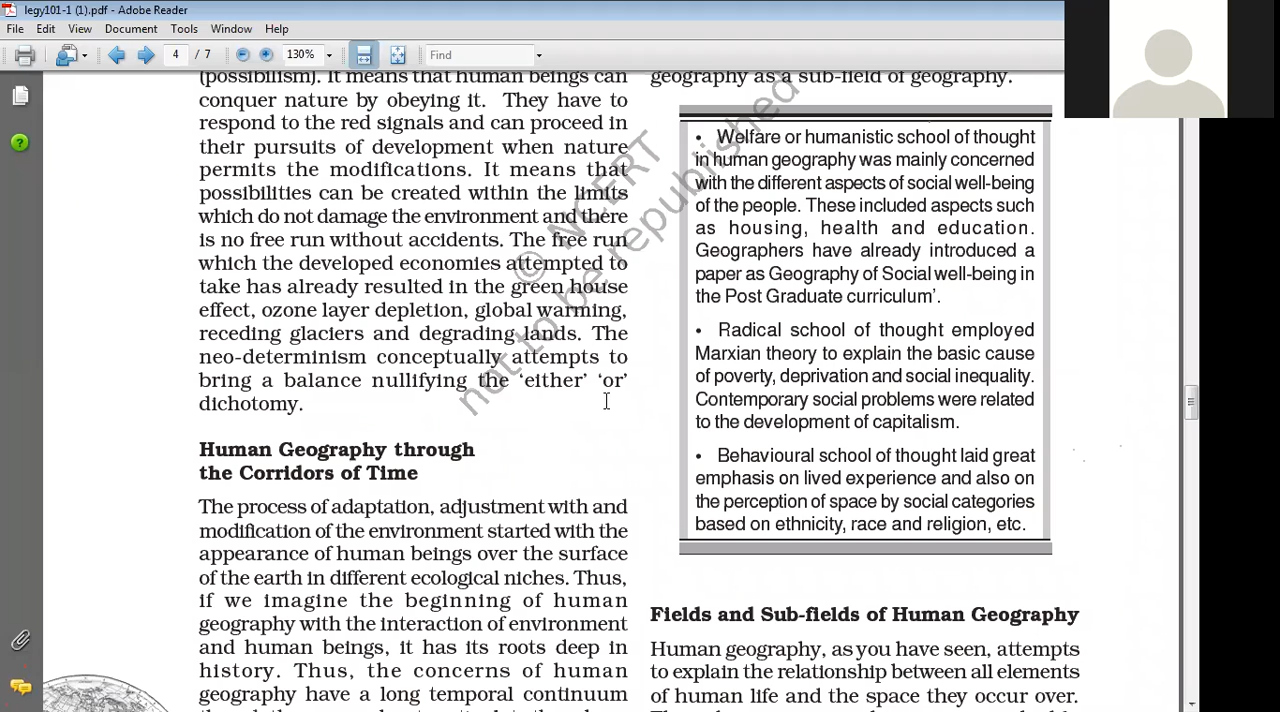 legy101-1 (1).pdf - Adobe Reader
File Edit View Document Tools Window Help
4 / 7 130% Find
(possibilism). It means that human beings can
conquer nature by obeying it. They have to
respond to the red signals and can proceed in
their pursuits of development when nature
permits the modifications. It means that
possibilities can be created within the limits
which do not damage the environment and there
is no free run without accidents. The free run
which the developed economies attempted to
take has already resulted in the green house
effect, ozone layer depletion, global warming,
receding glaciers and degrading lands. The
neo-determinism conceptually attempts to
bring a balance nullifying the ‘either’ ‘or’
dichotomy.
Human Geography through
the Corridors of Time
The process of adaptation, adjustment with and
modification of the environment started with the
appearance of human beings over the surface
of the earth in different ecological niches. Thus,
if we imagine the beginning of human
geography with the interaction of environment
and human beings, it has its roots deep in
history. Thus, the concerns of human
geography have a long temporal continuum
geography as a sub-field of geography.
• Welfare or humanistic school of thought
in human geography was mainly concerned
with the different aspects of social well-being
of the people. These included aspects such
as housing, health and education.
Geographers have already introduced a
paper as Geography of Social well-being in
the Post Graduate curriculum’.
• Radical school of thought employed
Marxian theory to explain the basic cause
of poverty, deprivation and social inequality.
Contemporary social problems were related
to the development of capitalism.
• Behavioural school of thought laid great
emphasis on lived experience and also on
the perception of space by social categories
based on ethnicity, race and religion, etc.
Fields and Sub-fields of Human Geography
Human geography, as you have seen, attempts
to explain the relationship between all elements
of human life and the space they occur over.
© NCERT
not to be republished